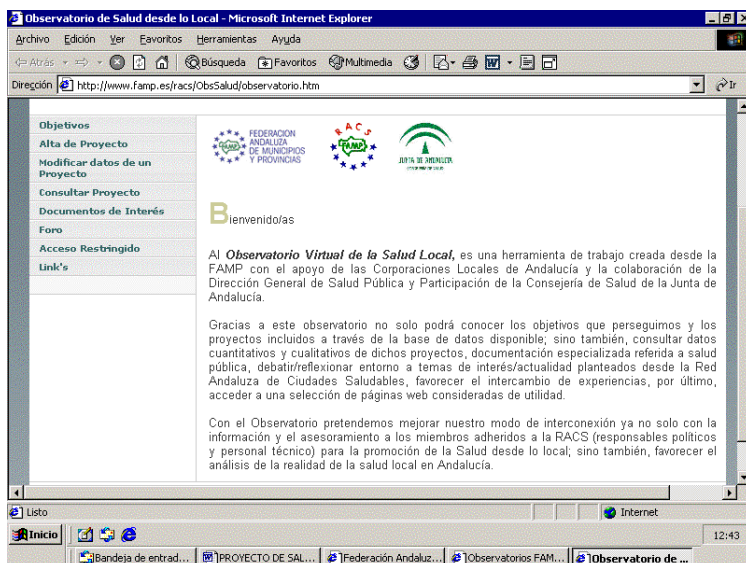 Observatorio de Salud desde lo Local - Microsoft Internet Explorer
Archivo Edición Ver Favoritos Herramientas Ayuda
Atrás Búsqueda Favoritos Multimedia
Dirección http://www.famp.es/racs/ObsSalud/observatorio.htm Ir
Objetivos
Alta de Proyecto
Modificar datos de un
Proyecto
Consultar Proyecto
Documentos de Interés
Foro
Acceso Restringido
Link's
FEDERACION
ANDALUZA
DE MUNICIPIOS
Y PROVINCIAS
FAMP
RACS
FAMP
JUNTA DE ANDALUCIA
Bienvenido/as
Al Observatorio Virtual de la Salud Local, es una herramienta de trabajo creada desde la
FAMP con el apoyo de las Corporaciones Locales de Andalucía y la colaboración de la
Dirección General de Salud Pública y Participación de la Consejería de Salud de la Junta de
Andalucía.
Gracias a este observatorio no solo podrá conocer los objetivos que perseguimos y los
proyectos incluidos a través de la base de datos disponible; sino también, consultar datos
cuantitativos y cualitativos de dichos proyectos, documentación especializada referida a salud
pública, debatir/reflexionar entorno a temas de interés/actualidad planteados desde la Red
Andaluza de Ciudades Saludables, favorecer el intercambio de experiencias, por último,
acceder a una selección de páginas web consideradas de utilidad.
Con el Observatorio pretendemos mejorar nuestro modo de interconexión ya no solo con la
información y el asesoramiento a los miembros adheridos a la RACS (responsables políticos
y personal técnico) para la promoción de la Salud desde lo local; sino también, favorecer el
análisis de la realidad de la salud local en Andalucía.
Listo Internet
Inicio 12:43
Bandeja de entrad... PROYECTO DE SAL... Federación Andaluz... Observatorios FAM... Observatorio de ...